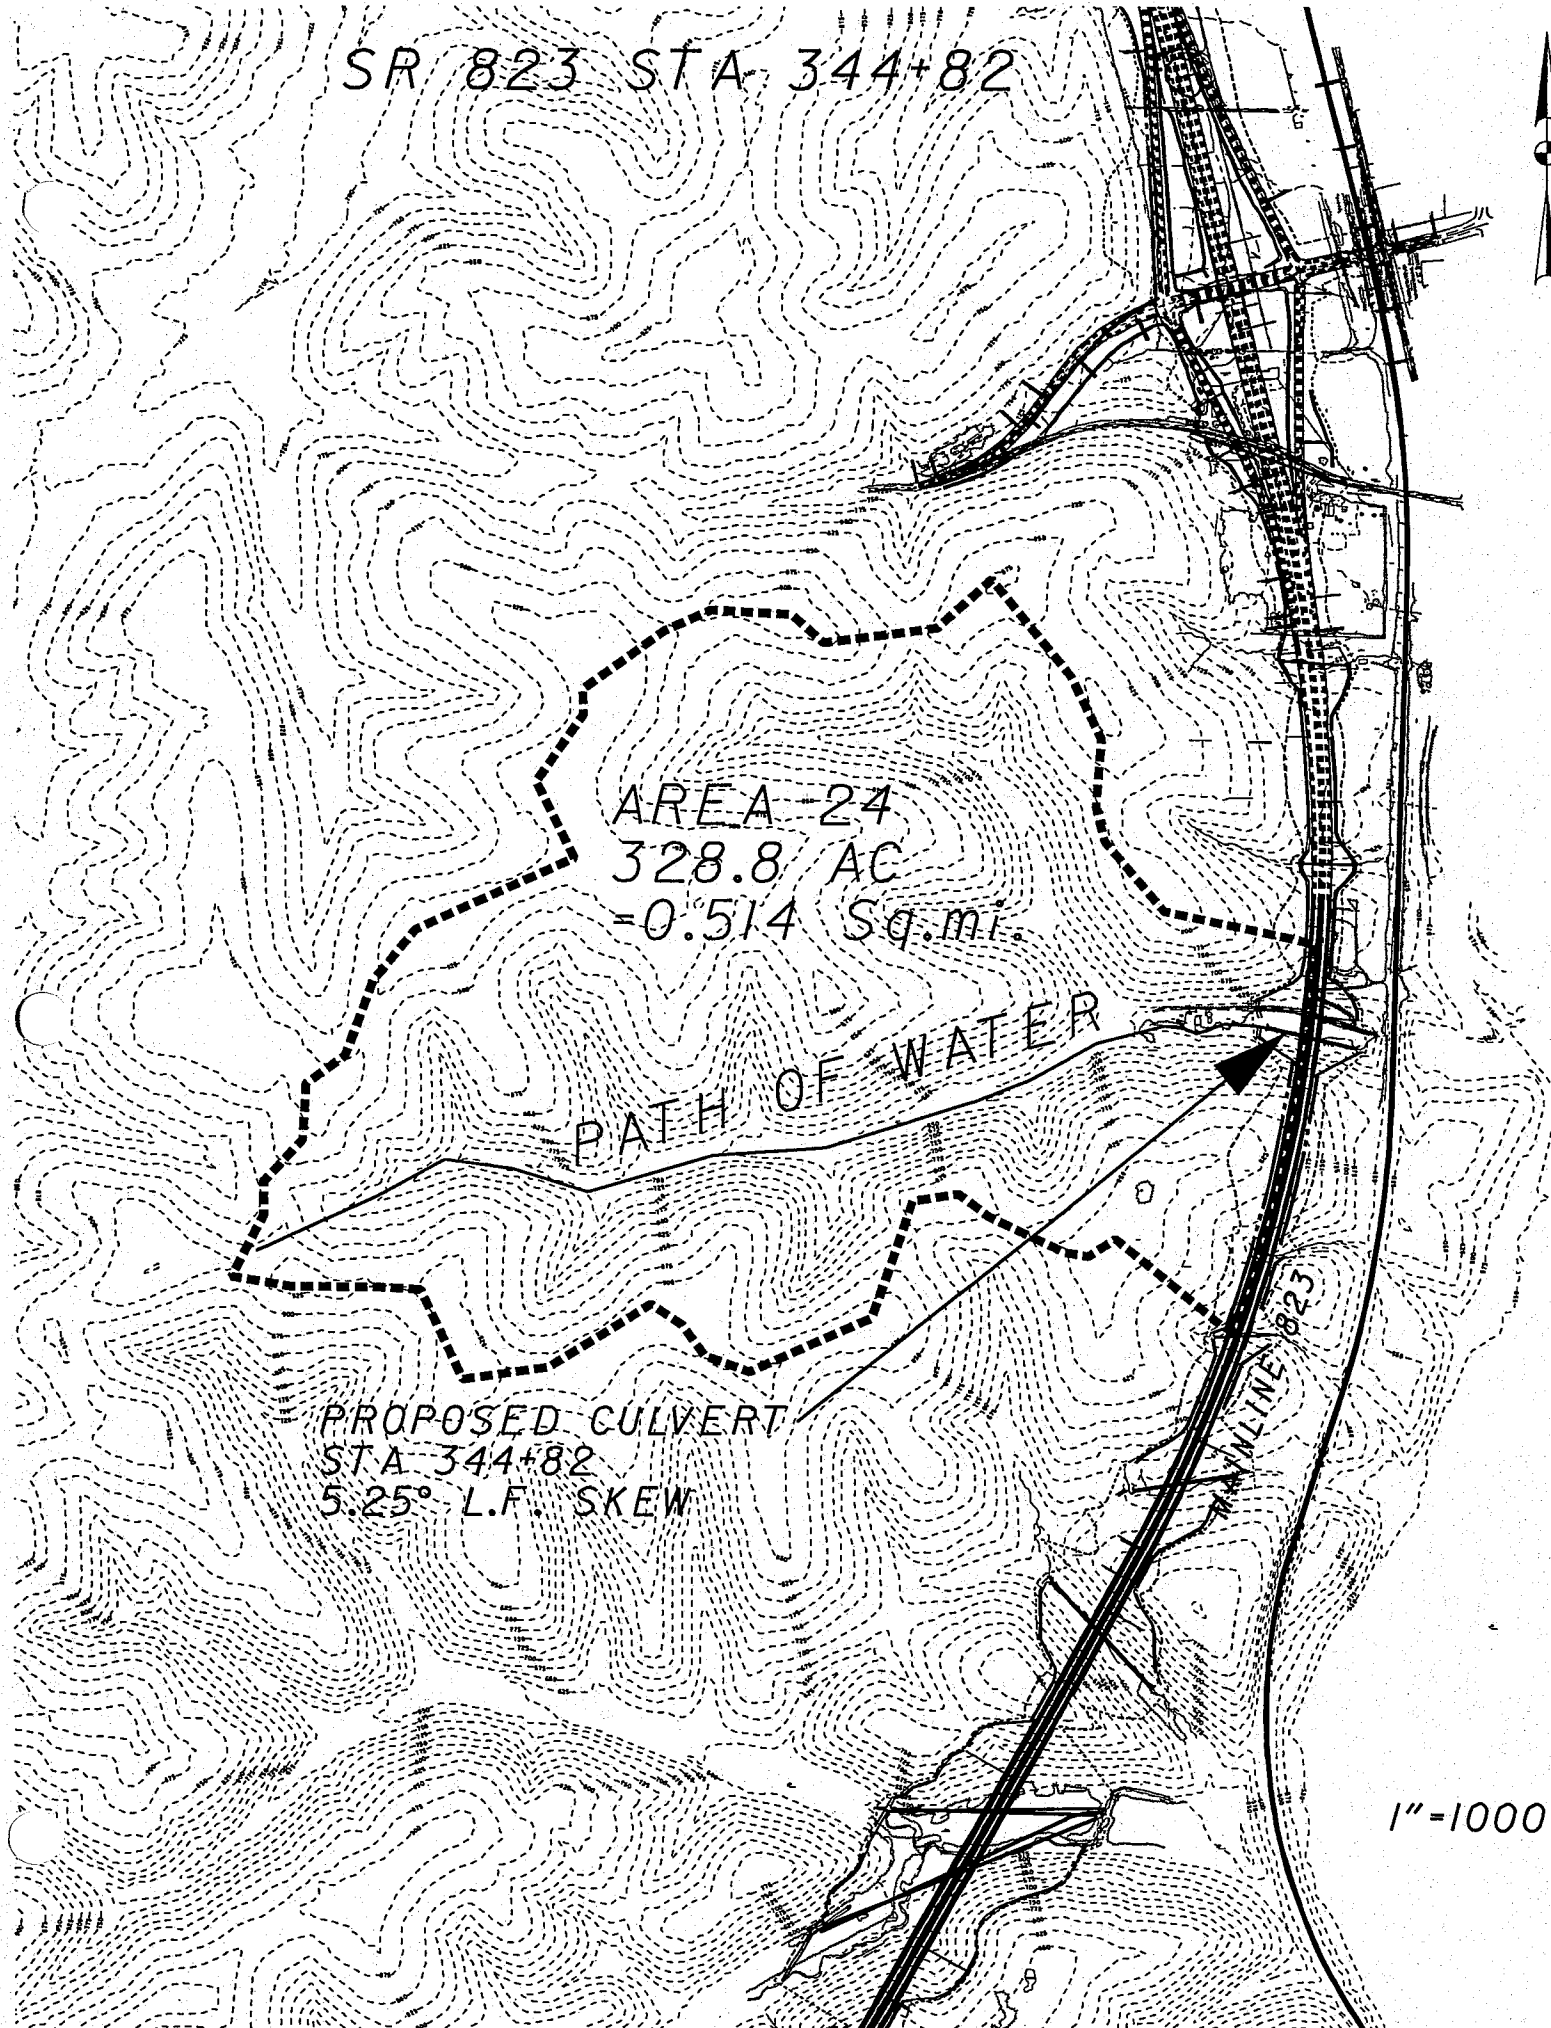 SR 823 STA 344+82
AREA 24
328.8 AC
=0.514 Sq.mi.
PATH OF WATER
PROPOSED CULVERT
STA 344+82
5.25° L.F. SKEW
MAINLINE 823
1"=1000